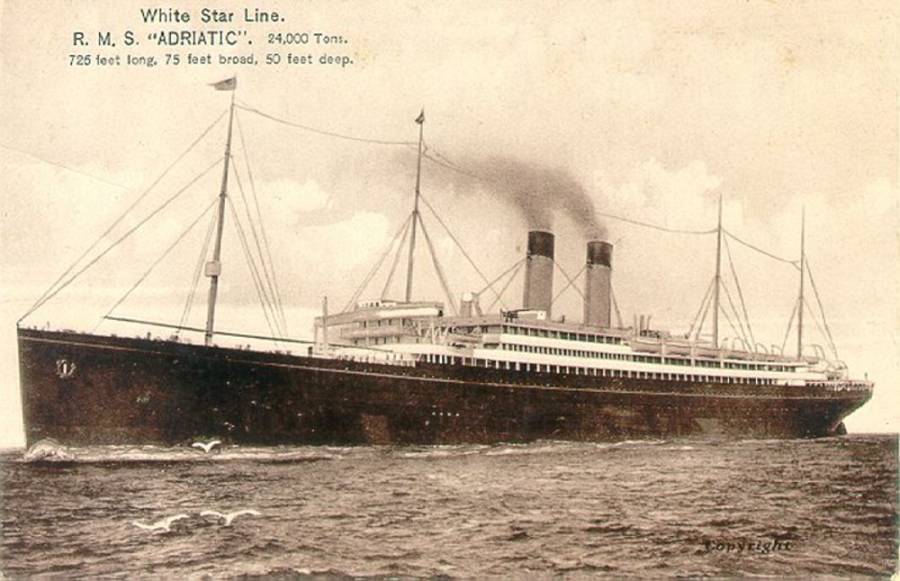 White Star Line.
R. M. S. "ADRIATIC". 24,000 Tons.
725 feet long, 75 feet broad, 50 feet deep.
Copyright